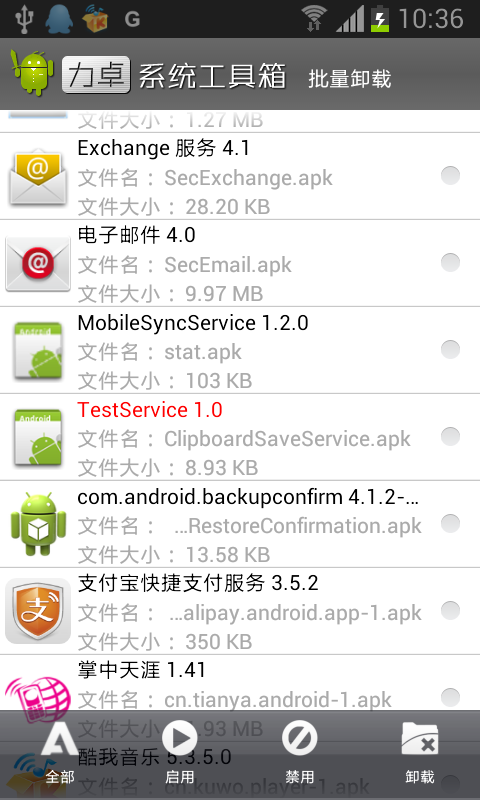 G 10:36
力卓 系统工具箱 批量卸载
文件大小 : 1.27 MB
Exchange 服务 4.1
文件名 : SecExchange.apk
文件大小 : 28.20 KB
电子邮件 4.0
文件名 : SecEmail.apk
文件大小 : 9.97 MB
MobileSyncService 1.2.0
文件名 : stat.apk
文件大小 : 103 KB
TestService 1.0
文件名 : ClipboardSaveService.apk
文件大小 : 8.93 KB
com.android.backupconfirm 4.1.2-…
文件名 : …RestoreConfirmation.apk
文件大小 : 13.58 KB
支付宝快捷支付服务 3.5.2
文件名 : …alipay.android.app-1.apk
文件大小 : 350 KB
掌中天涯 1.41
文件名 : cn.tianya.android-1.apk
文件大小 : .93 MB
酷我音乐 5.3.5.0
文件名 : cn.kuwo.player-1.apk
全部 启用 禁用 卸载